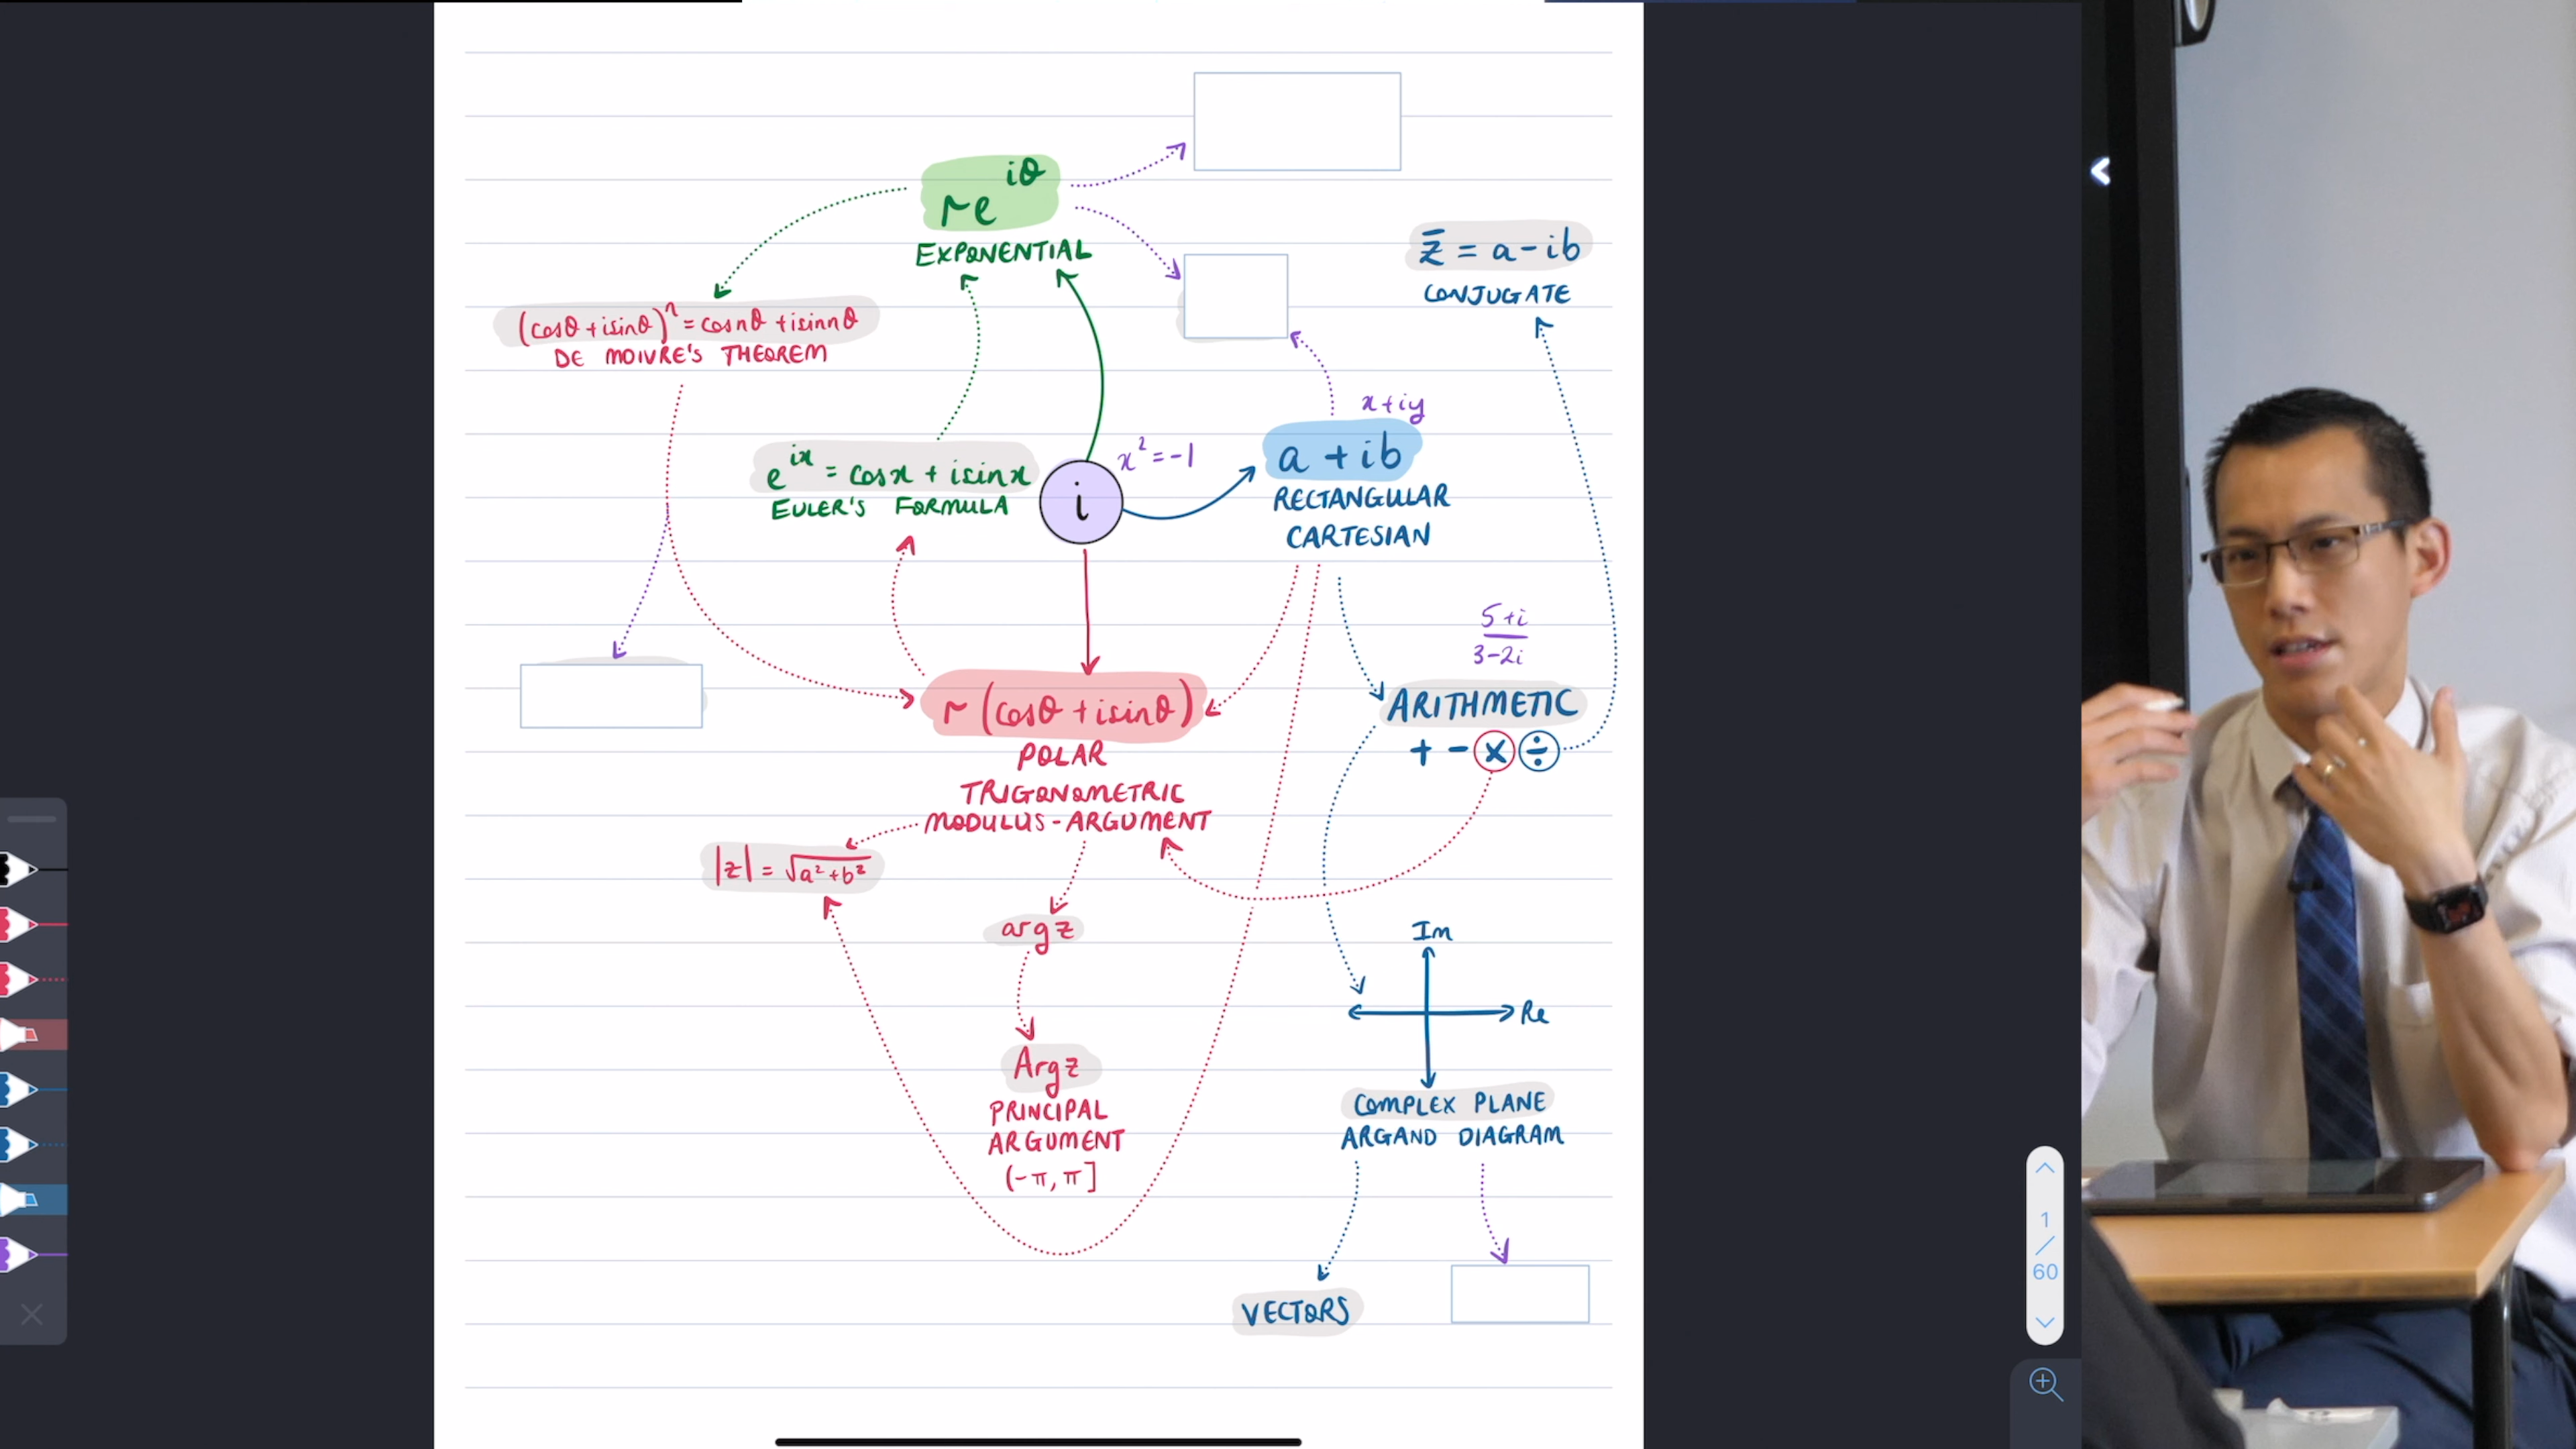 re^{iθ}
EXPONENTIAL
z̄ = a - ib
CONJUGATE
(cosθ + isinθ)^n = cosnθ + isinnθ
DE MOIVRE'S THEOREM
x + iy
x² = -1
a + ib
e^{ix} = cosx + isinx
EULER'S FORMULA
i
RECTANGULAR
CARTESIAN
5 + i
3 - 2i
r (cosθ + isinθ)
ARITHMETIC
+ - × ÷
POLAR
TRIGONOMETRIC
MODULUS - ARGUMENT
|z| = √a² + b²
arg z
Im
Re
Arg z
PRINCIPAL
ARGUMENT
(-π, π]
COMPLEX PLANE
ARGAND DIAGRAM
VECTORS
1
/
60